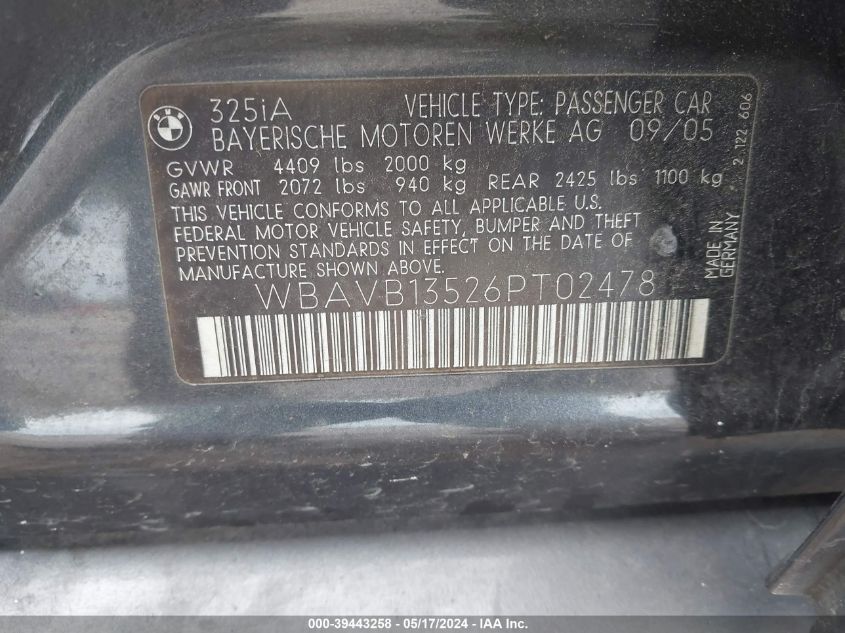 BMW
325iA VEHICLE TYPE: PASSENGER CAR
BAYERISCHE MOTOREN WERKE AG 09/05
GVWR 4409 lbs 2000 kg
GAWR FRONT 2072 lbs 940 kg REAR 2425 lbs 1100 kg
THIS VEHICLE CONFORMS TO ALL APPLICABLE U.S.
FEDERAL MOTOR VEHICLE SAFETY, BUMPER AND THEFT
PREVENTION STANDARDS IN EFFECT ON THE DATE OF
MANUFACTURE SHOWN ABOVE.
WBAVB13526PT02478
MADE IN
GERMANY
2 122 606
000-39443258 - 05/17/2024 - IAA Inc.